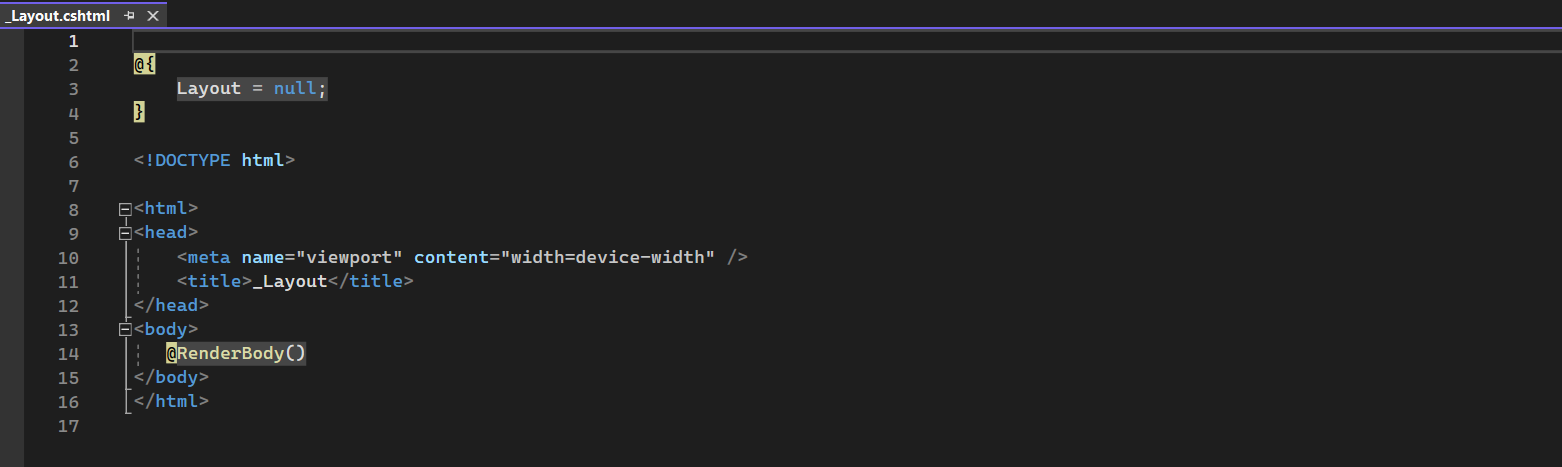 _Layout.cshtml
1
2 @{
3 Layout = null;
4 }
5
6 <!DOCTYPE html>
7
8 <html>
9 <head>
10 <meta name="viewport" content="width=device-width" />
11 <title>_Layout</title>
12 </head>
13 <body>
14 @RenderBody()
15 </body>
16 </html>
17